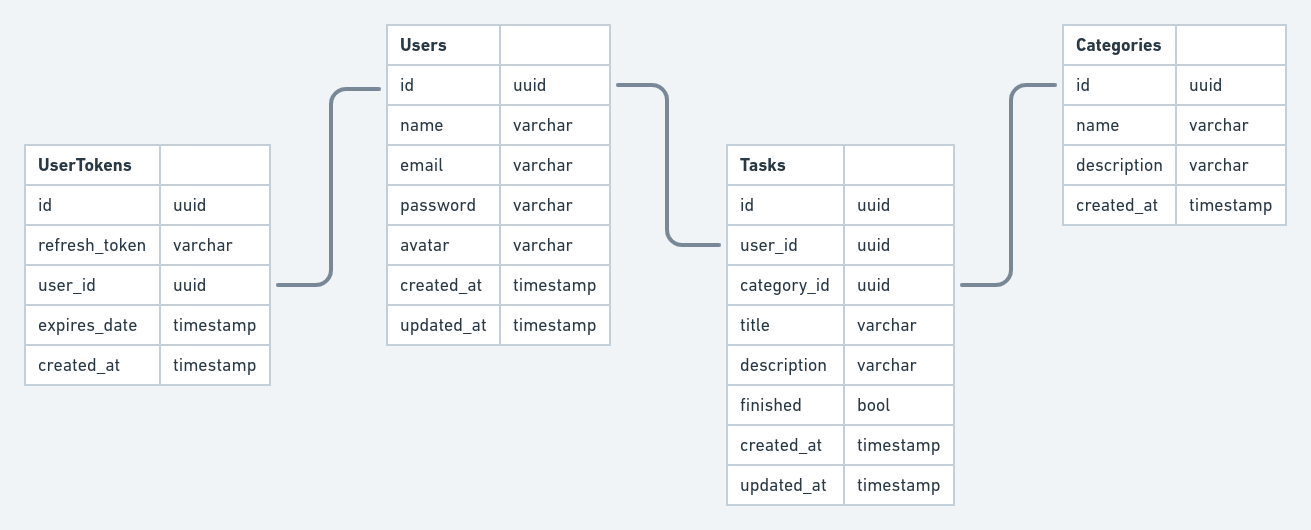 UserTokens
id uuid
refresh_token varchar
user_id uuid
expires_date timestamp
created_at timestamp
Users
id uuid
name varchar
email varchar
password varchar
avatar varchar
created_at timestamp
updated_at timestamp
Tasks
id uuid
user_id uuid
category_id uuid
title varchar
description varchar
finished bool
created_at timestamp
updated_at timestamp
Categories
id uuid
name varchar
description varchar
created_at timestamp